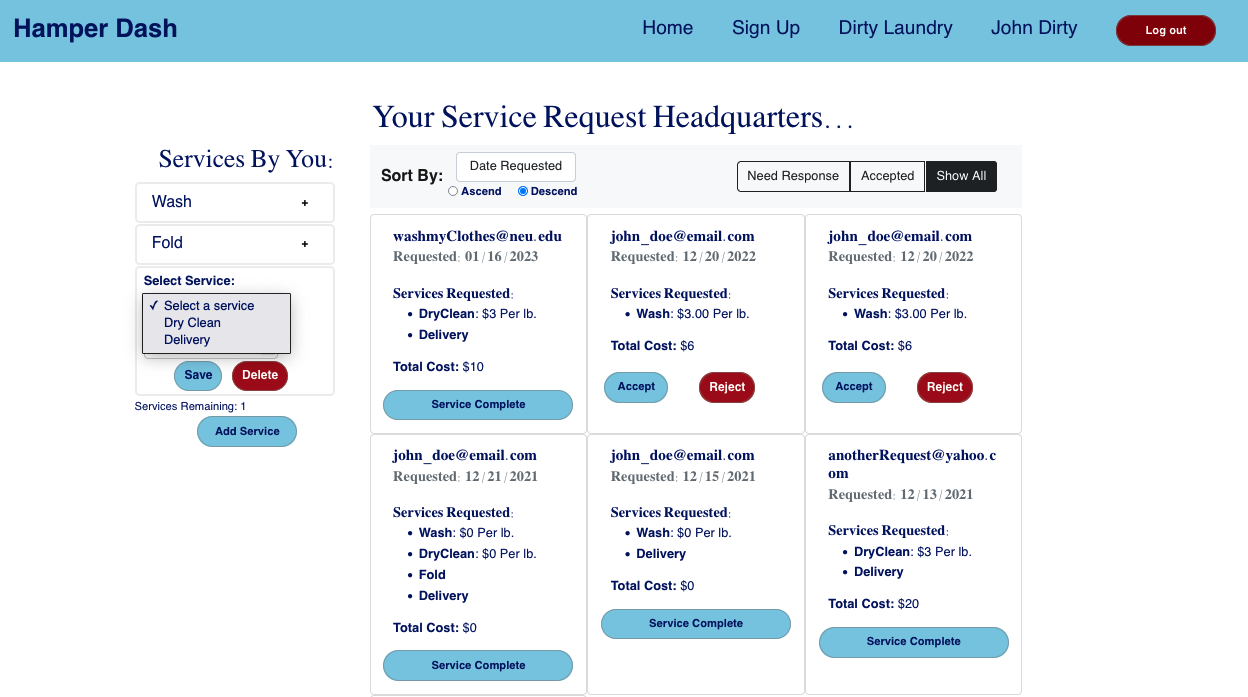 Hamper Dash
Home
Sign Up
Dirty Laundry
John Dirty
Log out
Your Service Request Headquarters...
Services By You:
Wash +
Fold +
Select Service:
✓ Select a service
Dry Clean
Delivery
Save
Delete
Services Remaining: 1
Add Service
Sort By:
Date Requested
Ascend
Descend
Need Response
Accepted
Show All
washmyClothes@neu.edu
Requested: 01/16/2023
Services Requested:
• DryClean: $3 Per lb.
• Delivery
Total Cost: $10
Service Complete
john_doe@email.com
Requested: 12/20/2022
Services Requested:
• Wash: $3.00 Per lb.
Total Cost: $6
Accept
Reject
john_doe@email.com
Requested: 12/20/2022
Services Requested:
• Wash: $3.00 Per lb.
Total Cost: $6
Accept
Reject
john_doe@email.com
Requested: 12/21/2021
Services Requested:
• Wash: $0 Per lb.
• DryClean: $0 Per lb.
• Fold
• Delivery
Total Cost: $0
Service Complete
john_doe@email.com
Requested: 12/15/2021
Services Requested:
• Wash: $0 Per lb.
• Delivery
Total Cost: $0
Service Complete
anotherRequest@yahoo.c
om
Requested: 12/13/2021
Services Requested:
• DryClean: $3 Per lb.
• Delivery
Total Cost: $20
Service Complete